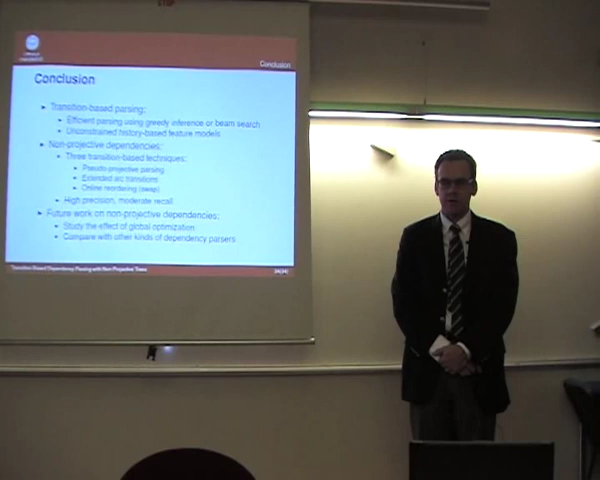 Conclusion
Conclusion
Transition-based parsing:
Efficient parsing using greedy inference or beam search
Unconstrained history-based feature models
Non-projective dependencies:
Three transition-based techniques:
Pseudo-projective parsing
Extended arc transitions
Online reordering (swap)
High precision, moderate recall
Future work on non-projective dependencies:
Study the effect of global optimization
Compare with other kinds of dependency parsers
Transition-Based Dependency Parsing with Non-Projective Trees